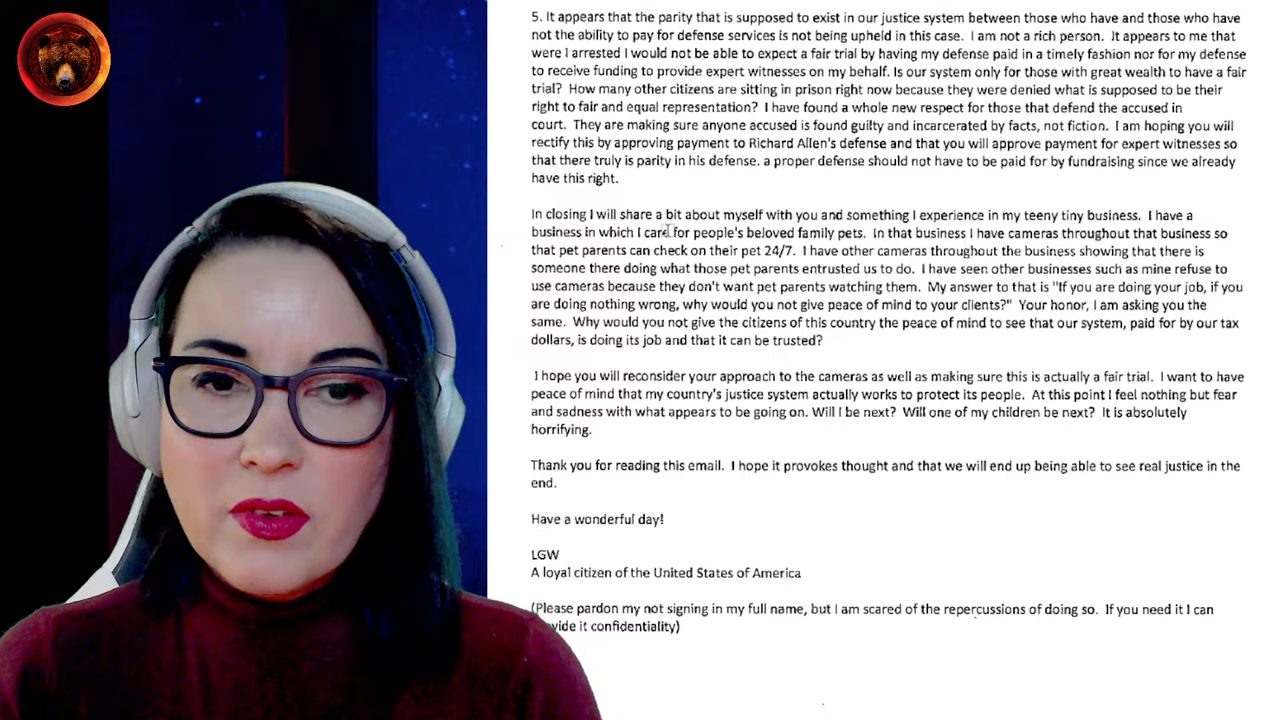 5. It appears that the parity that is supposed to exist in our justice system between those who have and those who have
not the ability to pay for defense services is not being upheld in this case. I am not a rich person. It appears to me that
were I arrested I would not be able to expect a fair trial by having my defense paid in a timely fashion nor for my defense
to receive funding to provide expert witnesses on my behalf. Is our system only for those with great wealth to have a fair
trial? How many other citizens are sitting in prison right now because they were denied what is supposed to be their
right to fair and equal representation? I have found a whole new respect for those that defend the accused in
court. They are making sure anyone accused is found guilty and incarcerated by facts, not fiction. I am hoping you will
rectify this by approving payment to Richard Allen's defense and that you will approve payment for expert witnesses so
that there truly is parity in his defense. a proper defense should not have to be paid for by fundraising since we already
have this right.
In closing I will share a bit about myself with you and something I experience in my teeny tiny business. I have a
business in which I care for people's beloved family pets. In that business I have cameras throughout that business so
that pet parents can check on their pet 24/7. I have other cameras throughout the business showing that there is
someone there doing what those pet parents entrusted us to do. I have seen other businesses such as mine refuse to
use cameras because they don't want pet parents watching them. My answer to that is "If you are doing your job, if you
are doing nothing wrong, why would you not give peace of mind to your clients?" Your honor, I am asking you the
same. Why would you not give the citizens of this country the peace of mind to see that our system, paid for by our tax
dollars, is doing its job and that it can be trusted?
I hope you will reconsider your approach to the cameras as well as making sure this is actually a fair trial. I want to have
peace of mind that my country's justice system actually works to protect its people. At this point I feel nothing but fear
and sadness with what appears to be going on. Will I be next? Will one of my children be next? It is absolutely
horrifying.
Thank you for reading this email. I hope it provokes thought and that we will end up being able to see real justice in the
end.
Have a wonderful day!
LGW
A loyal citizen of the United States of America
(Please pardon my not signing in my full name, but I am scared of the repercussions of doing so. If you need it I can
vide it confidentiality)